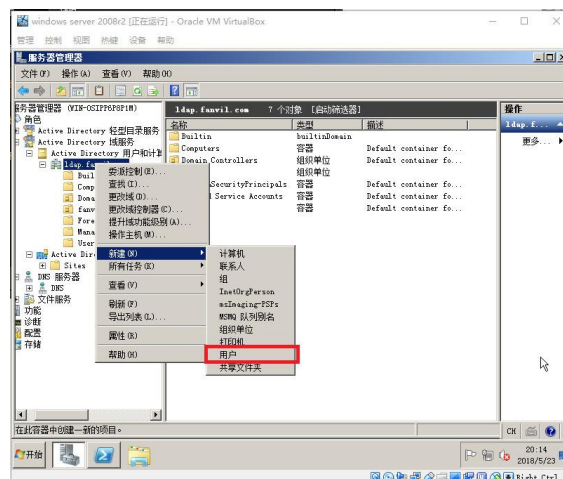 windows server 2008r2 [正在运行] - Oracle VM VirtualBox
管理 控制 视图 热键 设备 帮助
服务器管理器
文件(F) 操作(A) 查看(V) 帮助(H)
服务器管理器 (WIN-OSIPP6P8P1M)
角色
Active Directory 轻型目录服务
Active Directory 域服务
Active Directory 用户和计
ldap.fa
Buil
Comp
Doma
fanv
Fore
Mana
User
Active Dir
Sites
DNS 服务器
DNS
文件服务
功能
诊断
配置
存储
ldap.fanvil.com 7 个对象 [启动筛选器]
名称 类型 描述
Builtin builtinDomain
Computers 容器 Default container fo...
Domain Controllers 组织单位 Default container fo...
组织单位
SecurityPrincipals 容器 Default container fo...
Service Accounts 容器 Default container fo...
容器 Default container fo...
操作
ldap.f...
更多...
委派控制(E)...
查找(I)...
更改域(D)...
更改域控制器(C)...
提升域功能级别(A)...
操作主机(M)...
新建(N)
所有任务(K)
查看(V)
刷新(F)
导出列表(L)...
属性(R)
帮助(H)
计算机
联系人
组
InetOrgPerson
msImaging-PSPs
MSMQ 队列别名
组织单位
打印机
用户
共享文件夹
在此容器中创建一新的项目。
开始
CH
20:14
2018/5/23
Right Ctrl